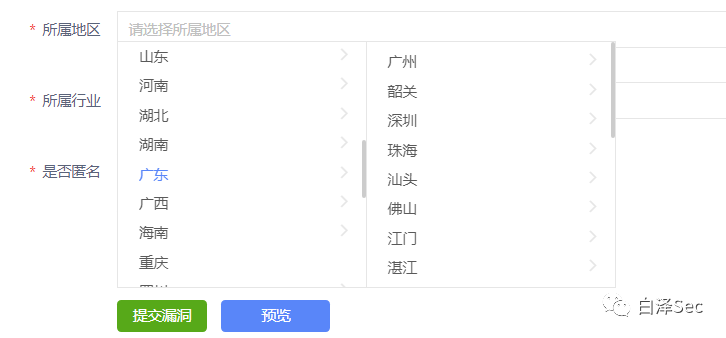 * 所属地区
请选择所属地区
山东
河南
湖北
湖南
广东
广西
海南
重庆
广州
韶关
深圳
珠海
汕头
佛山
江门
湛江
* 所属行业
* 是否匿名
提交漏洞
预览
白泽Sec